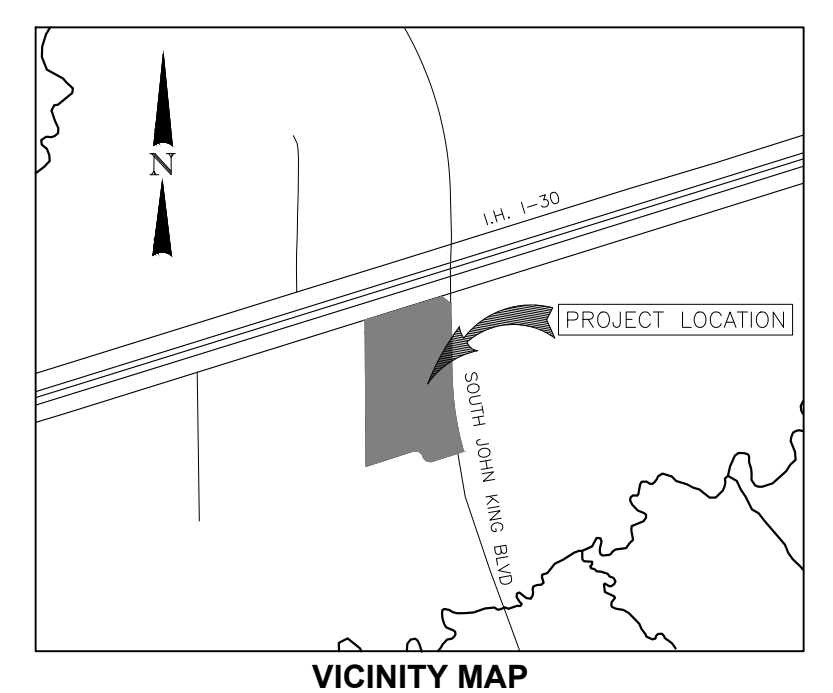 N
I.H. I-30
PROJECT LOCATION
SOUTH JOHN KING BLVD
VICINITY MAP